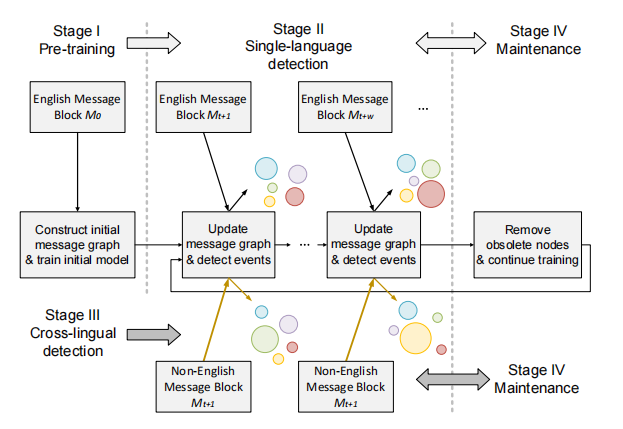 Stage I
Pre-training
Stage II
Single-language
detection
Stage IV
Maintenance
English Message
Block M0
English Message
Block Mt+1
English Message
Block Mt+w
...
Construct initial
message graph
& train initial model
Update
message graph
& detect events
...
Update
message graph
& detect events
Remove
obsolete nodes
& continue training
Stage III
Cross-lingual
detection
Non-English
Message Block
Mt+1
Non-English
Message Block
Mt+1
Stage IV
Maintenance